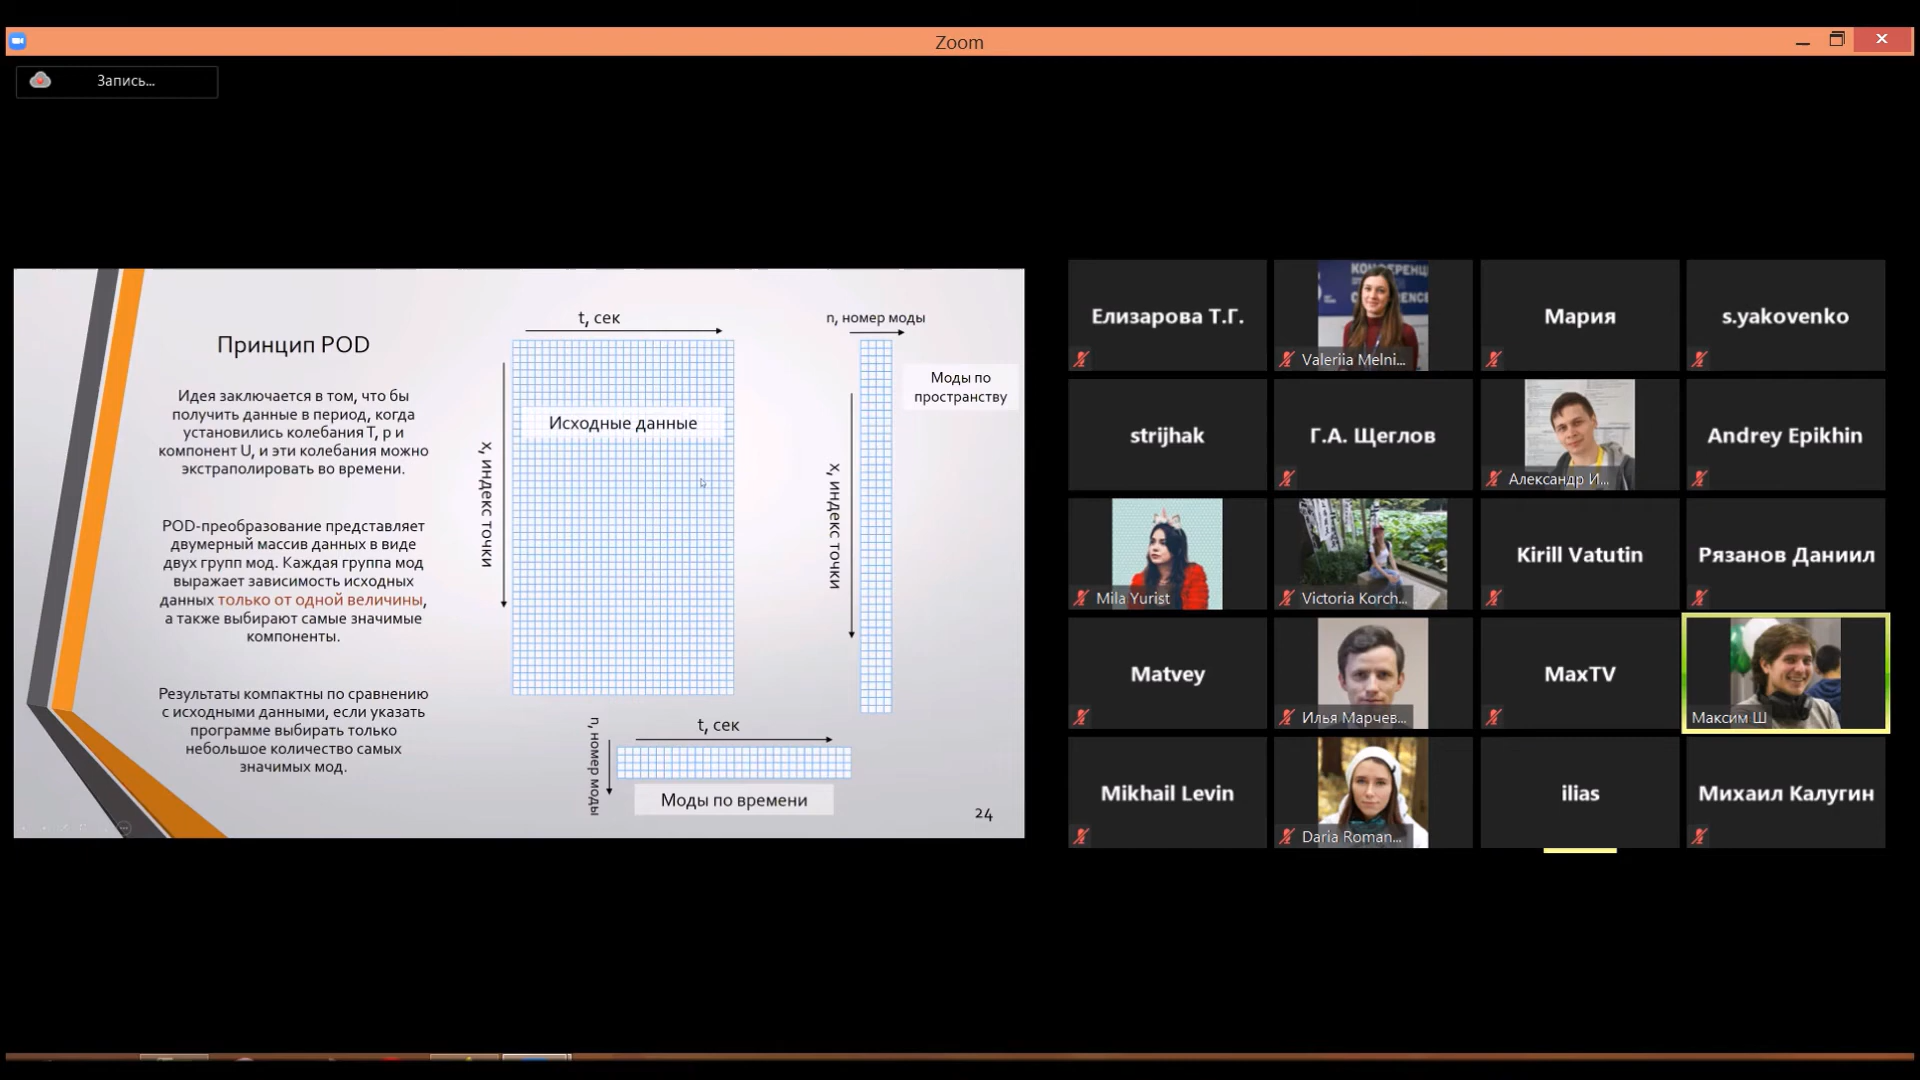 Zoom
Запись...
Принцип POD
Идея заключается в том, что бы
получить данные в период, когда
установились колебания T, p и
компонент U, и эти колебания можно
экстраполировать во времени.
POD-преобразование представляет
двумерный массив данных в виде
двух групп мод. Каждая группа мод
выражает зависимость исходных
данных только от одной величины,
а также выбирают самые значимые
компоненты.
Результаты компактны по сравнению
с исходными данными, если указать
программе выбирать только
небольшое количество самых
значимых мод.
t, сек
x, индекс точки
Исходные данные
n, номер моды
x, индекс точки
Моды по
пространству
t, сек
n, номер моды
Моды по времени
24
Елизарова Т.Г.
Valeriia Melni...
Мария
s.yakovenko
strijhak
Г.А. Щеглов
Александр И...
Andrey Epikhin
Mila Yurist
Victoria Korch...
Kirill Vatutin
Рязанов Даниил
Matvey
Илья Марчев...
MaxTV
Максим Ш
Mikhail Levin
Daria Roman...
ilias
Михаил Калугин